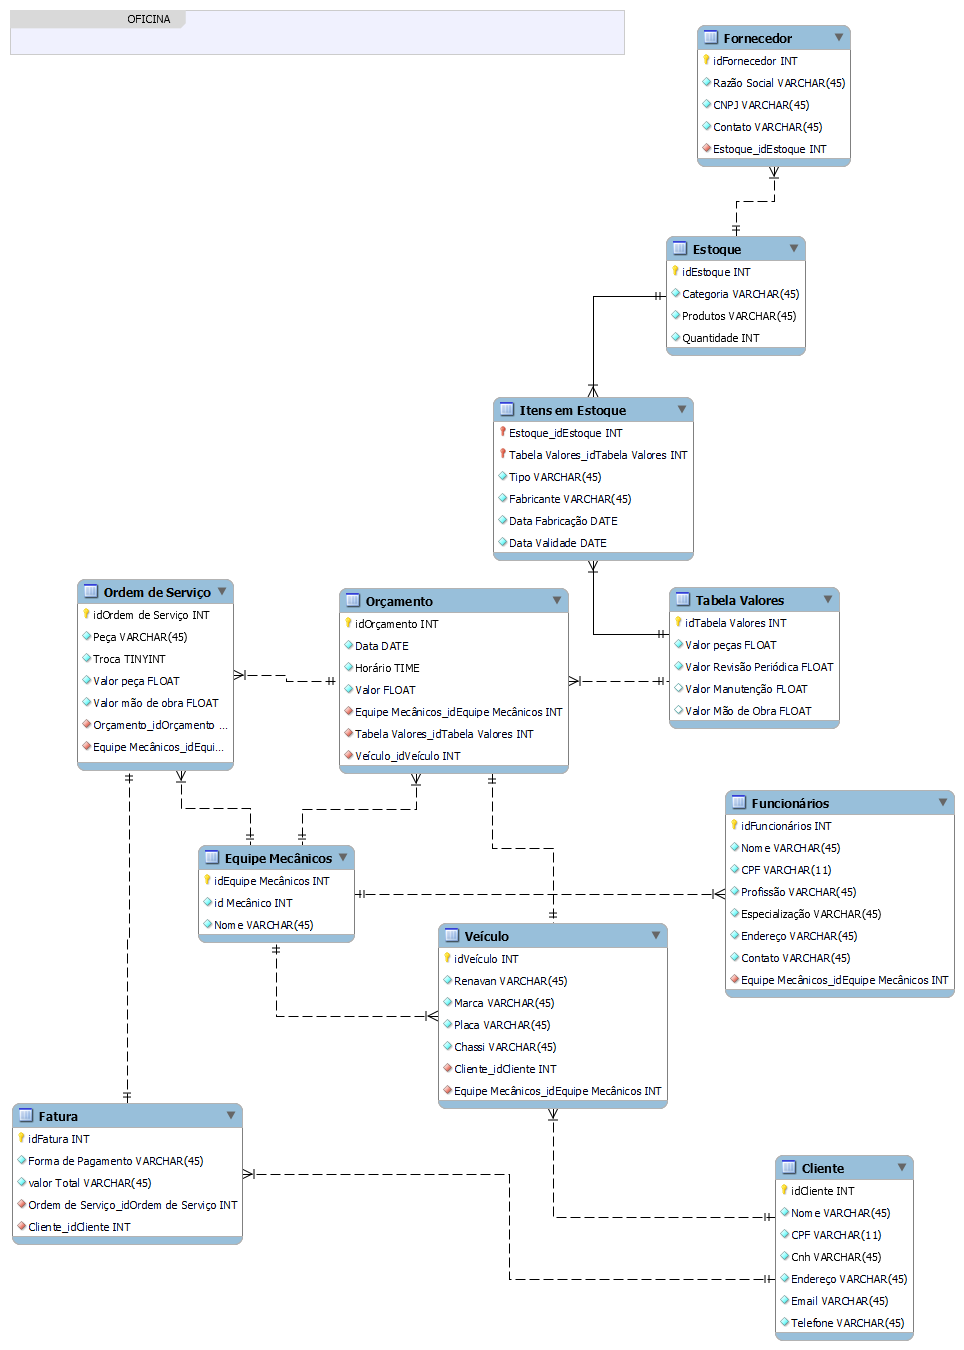 OFICINA
Fornecedor
idFornecedor INT
Razão Social VARCHAR(45)
CNPJ VARCHAR(45)
Contato VARCHAR(45)
Estoque_idEstoque INT
Estoque
idEstoque INT
Categoria VARCHAR(45)
Produtos VARCHAR(45)
Quantidade INT
Itens em Estoque
Estoque_idEstoque INT
Tabela Valores_idTabela Valores INT
Tipo VARCHAR(45)
Fabricante VARCHAR(45)
Data Fabricação DATE
Data Validade DATE
Ordem de Serviço
idOrdem de Serviço INT
Peça VARCHAR(45)
Troca TINYINT
Valor peça FLOAT
Valor mão de obra FLOAT
Orçamento_idOrçamento ...
Equipe Mecânicos_idEqui...
Orçamento
idOrçamento INT
Data DATE
Horário TIME
Valor FLOAT
Equipe Mecânicos_idEquipe Mecânicos INT
Tabela Valores_idTabela Valores INT
Veículo_idVeículo INT
Tabela Valores
idTabela Valores INT
Valor peças FLOAT
Valor Revisão Periódica FLOAT
Valor Manutenção FLOAT
Valor Mão de Obra FLOAT
Equipe Mecânicos
idEquipe Mecânicos INT
id Mecânico INT
Nome VARCHAR(45)
Funcionários
idFuncionários INT
Nome VARCHAR(45)
CPF VARCHAR(11)
Profissão VARCHAR(45)
Especialização VARCHAR(45)
Endereço VARCHAR(45)
Contato VARCHAR(45)
Equipe Mecânicos_idEquipe Mecânicos INT
Veículo
idVeículo INT
Renavan VARCHAR(45)
Marca VARCHAR(45)
Placa VARCHAR(45)
Chassi VARCHAR(45)
Cliente_idCliente INT
Equipe Mecânicos_idEquipe Mecânicos INT
Fatura
idFatura INT
Forma de Pagamento VARCHAR(45)
valor Total VARCHAR(45)
Ordem de Serviço_idOrdem de Serviço INT
Cliente_idCliente INT
Cliente
idCliente INT
Nome VARCHAR(45)
CPF VARCHAR(11)
Cnh VARCHAR(45)
Endereço VARCHAR(45)
Email VARCHAR(45)
Telefone VARCHAR(45)